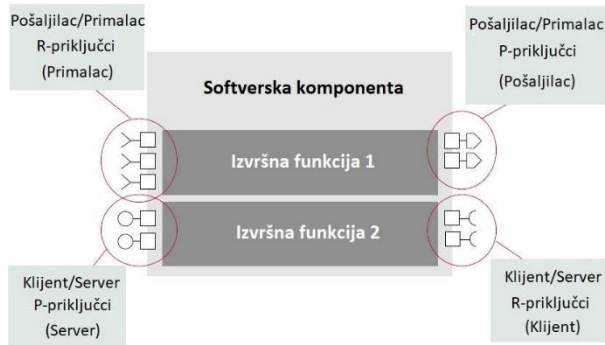 Pošaljilac/Primalac
R-priključci
(Primalac)
Pošaljilac/Primalac
P-priključci
(Pošaljilac)
Softverska komponenta
Izvršna funkcija 1
Izvršna funkcija 2
Klijent/Server
P-priključci
(Server)
Klijent/Server
R-priključci
(Klijent)